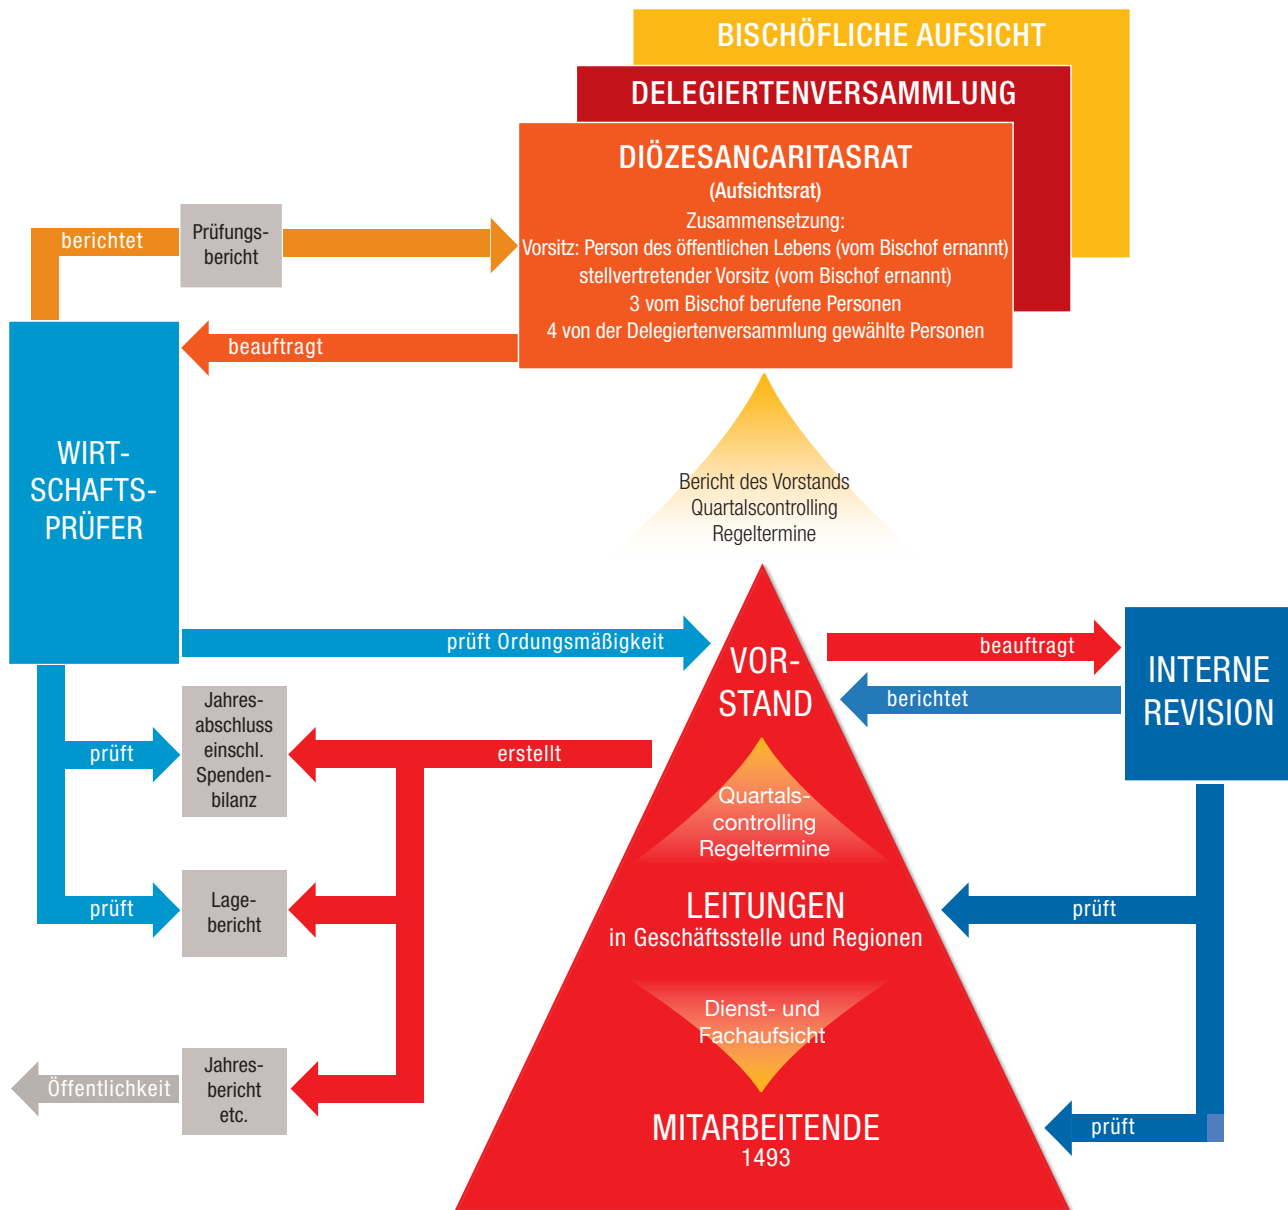 BISCHÖFLICHE AUFSICHT
DELEGIERTENVERSAMMLUNG
DIÖZESANCARITASRAT
(Aufsichtsrat)
Zusammensetzung:
Vorsitz: Person des öffentlichen Lebens (vom Bischof ernannt)
stellvertretender Vorsitz (vom Bischof ernannt)
3 vom Bischof berufene Personen
4 von der Delegiertenversammlung gewählte Personen
berichtet
Prüfungs-
bericht
beauftragt
WIRT-
SCHAFTS-
PRÜFER
Bericht des Vorstands
Quartalscontrolling
Regeltermine
prüft Ordungsmäßigkeit
VOR-
STAND
beauftragt
berichtet
INTERNE
REVISION
prüft
Jahres-
abschluss
einschl.
Spenden-
bilanz
erstellt
Quartals-
controlling
Regeltermine
prüft
Lage-
bericht
LEITUNGEN
in Geschäftsstelle und Regionen
prüft
Dienst- und
Fachaufsicht
Öffentlichkeit
Jahres-
bericht
etc.
MITARBEITENDE
1493
prüft